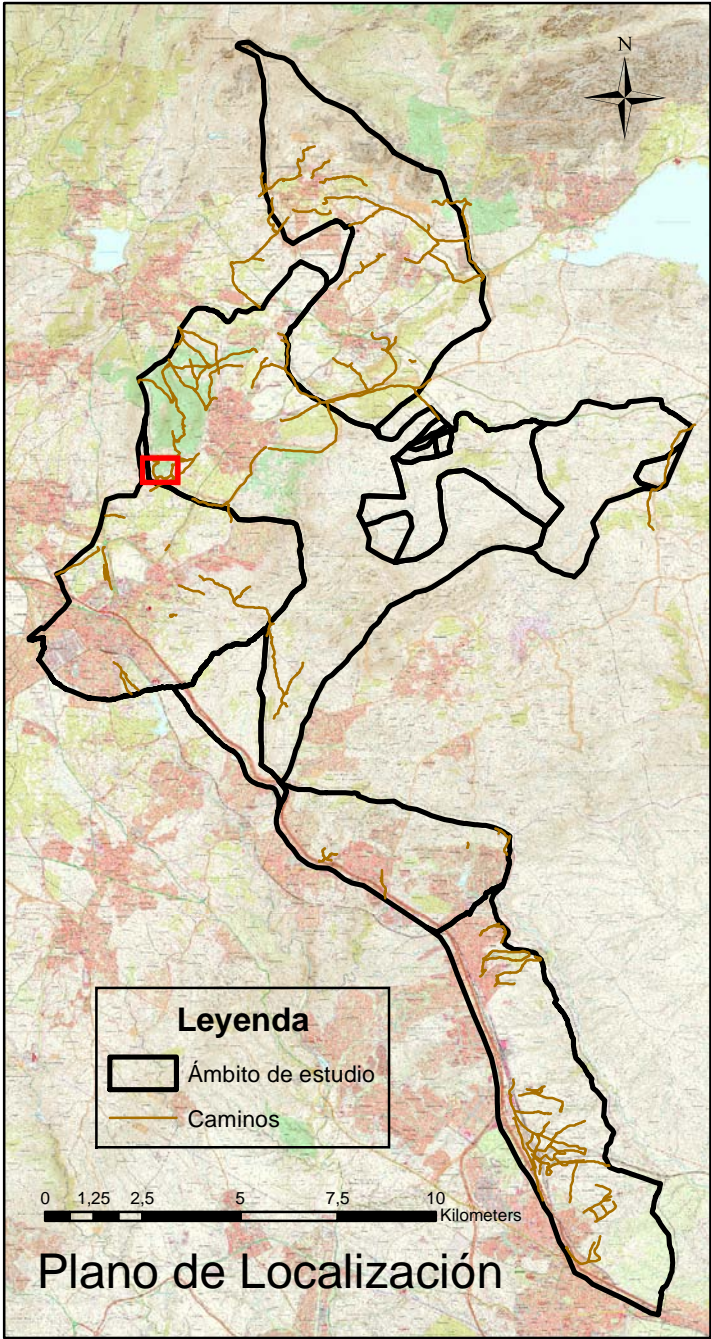 N
Leyenda
Ámbito de estudio
Caminos
0 1,25 2,5 5 7,5 10
Kilometers
Plano de Localización